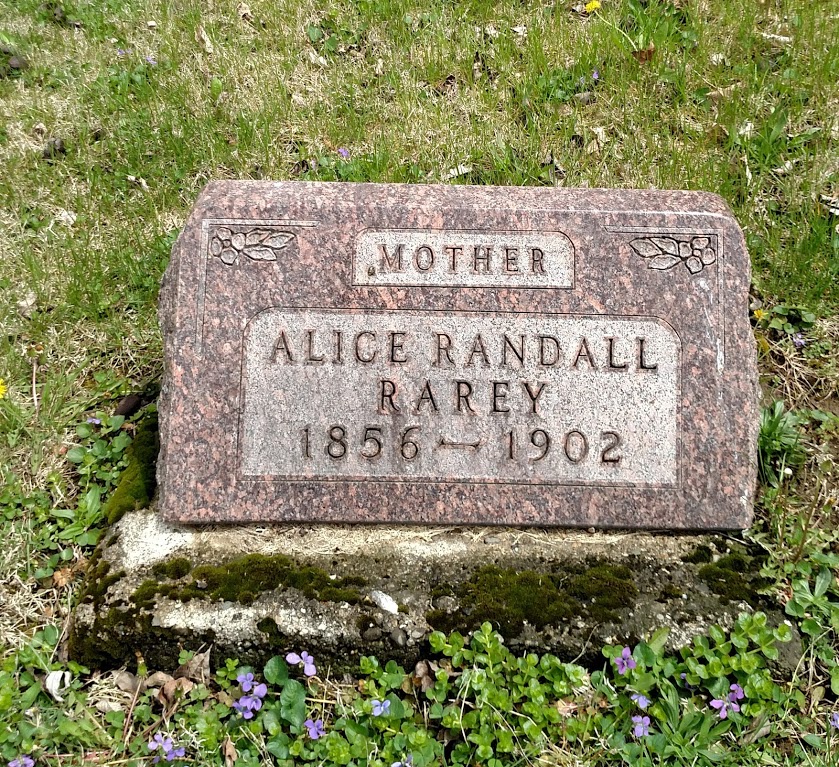 MOTHER
ALICE RANDALL
RAREY
1856 — 1902